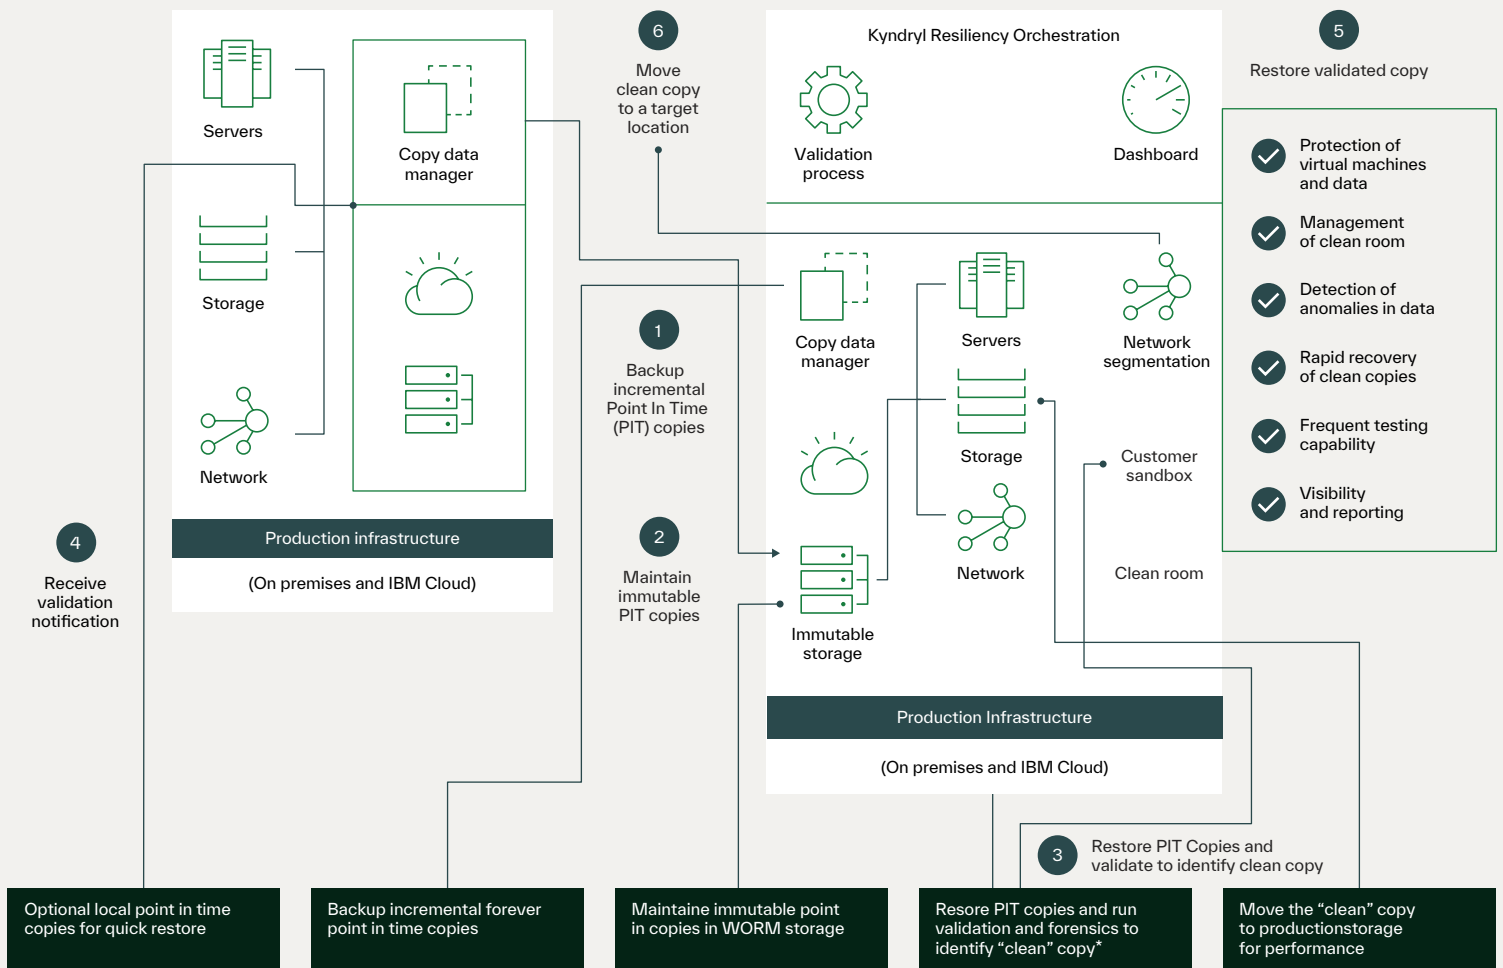 Servers
Copy data
manager
Storage
Network
Production infrastructure
(On premises and IBM Cloud)
4
Receive
validation
notification
6
Move
clean copy
to a target
location
1
Backup
incremental
Point In Time
(PIT) copies
2
Maintain
immutable
PIT copies
Kyndryl Resiliency Orchestration
Validation
process
Dashboard
Copy data
manager
Servers
Network
segmentation
Storage
Customer
sandbox
Network
Clean room
Immutable
storage
Production Infrastructure
(On premises and IBM Cloud)
5
Restore validated copy
Protection of
virtual machines
and data
Management
of clean room
Detection of
anomalies in data
Rapid recovery
of clean copies
Frequent testing
capability
Visibility
and reporting
3
Restore PIT Copies and
validate to identify clean copy
Optional local point in time
copies for quick restore
Backup incremental forever
point in time copies
Maintaine immutable point
in copies in WORM storage
Resore PIT copies and run
validation and forensics to
identify “clean” copy*
Move the “clean” copy
to productionstorage
for performance